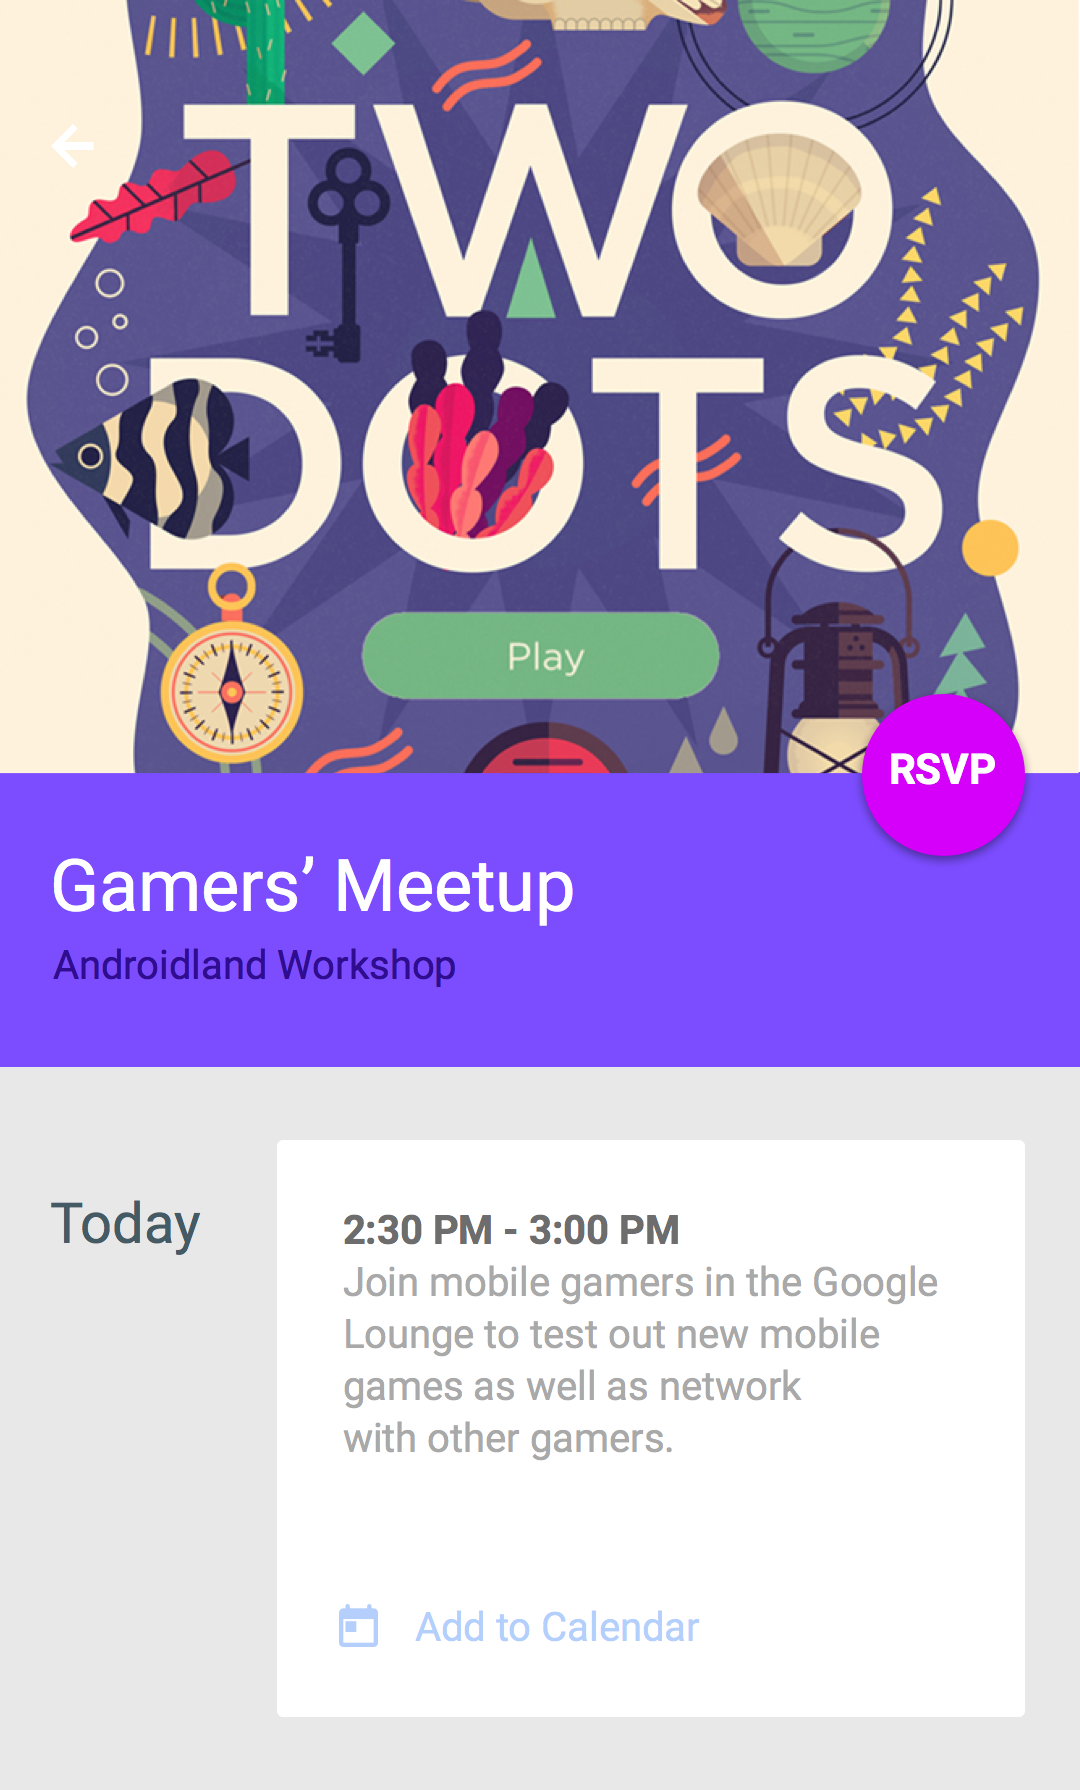 TWO
DOTS
Play
RSVP
Gamers’ Meetup
Androidland Workshop
Today
2:30 PM - 3:00 PM
Join mobile gamers in the Google
Lounge to test out new mobile
games as well as network
with other gamers.
Add to Calendar